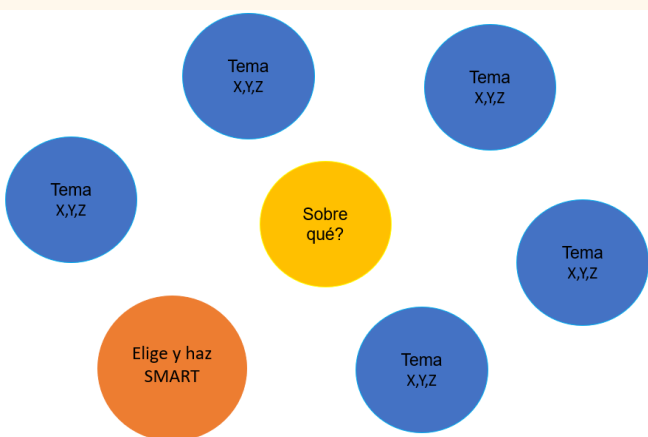 Tema
X,Y,Z
Tema
X,Y,Z
Tema
X,Y,Z
Sobre
qué?
Tema
X,Y,Z
Elige y haz
SMART
Tema
X,Y,Z